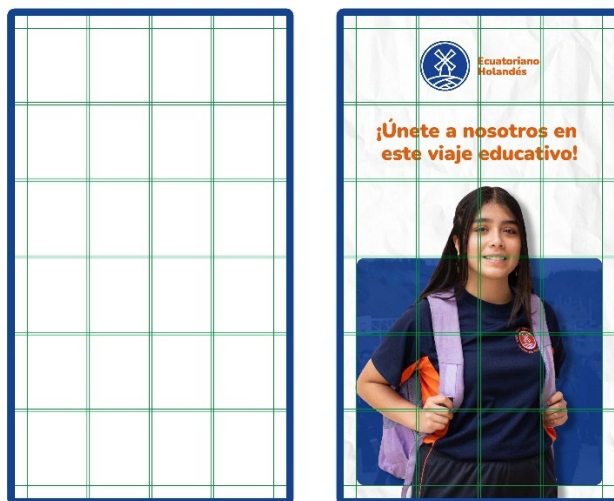 Ecuatoriano
Holandés
¡Únete a nosotros en
este viaje educativo!